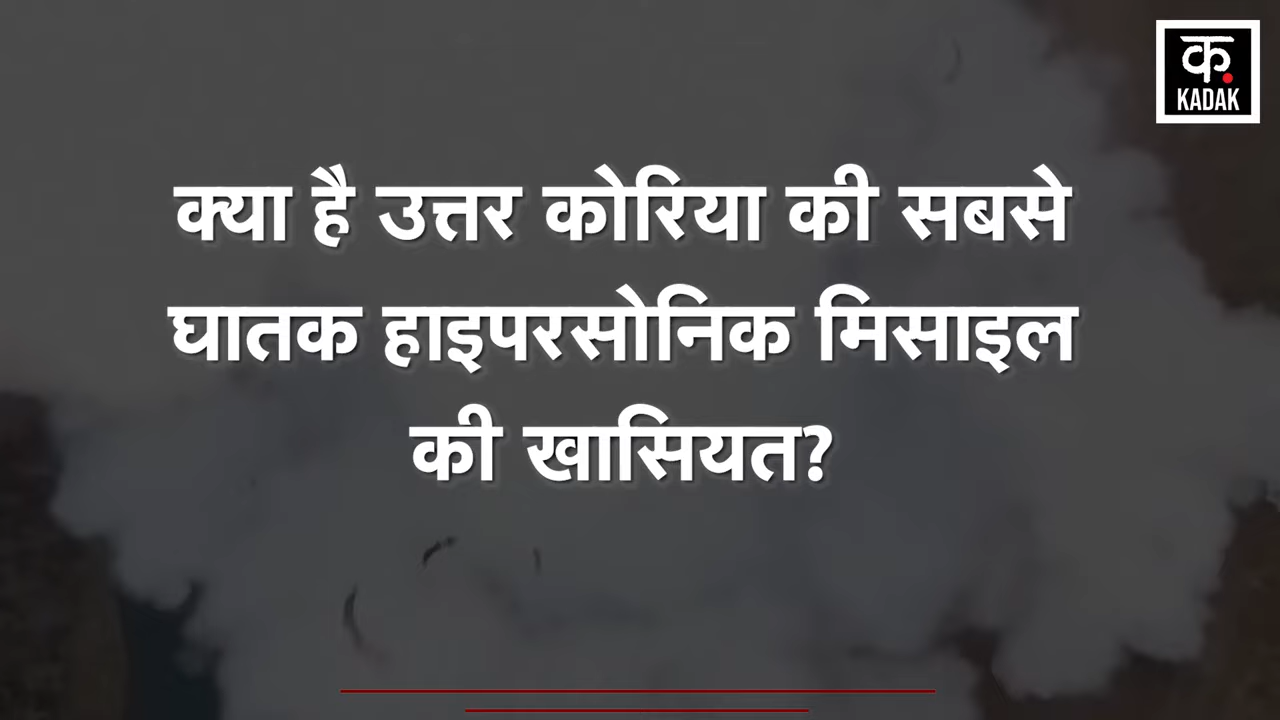 क
KADAK
क्या है उत्तर कोरिया की सबसे
घातक हाइपरसोनिक मिसाइल
की खासियत?